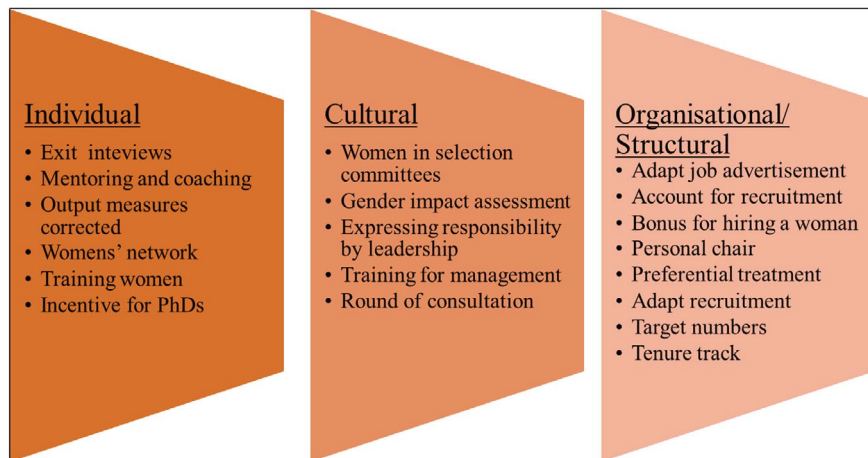 Individual
• Exit inteviews
• Mentoring and coaching
• Output measures
corrected
• Womens’ network
• Training women
• Incentive for PhDs
Cultural
• Women in selection
committees
• Gender impact assessment
• Expressing responsibility
by leadership
• Training for management
• Round of consultation
Organisational/
Structural
• Adapt job advertisement
• Account for recruitment
• Bonus for hiring a woman
• Personal chair
• Preferential treatment
• Adapt recruitment
• Target numbers
• Tenure track